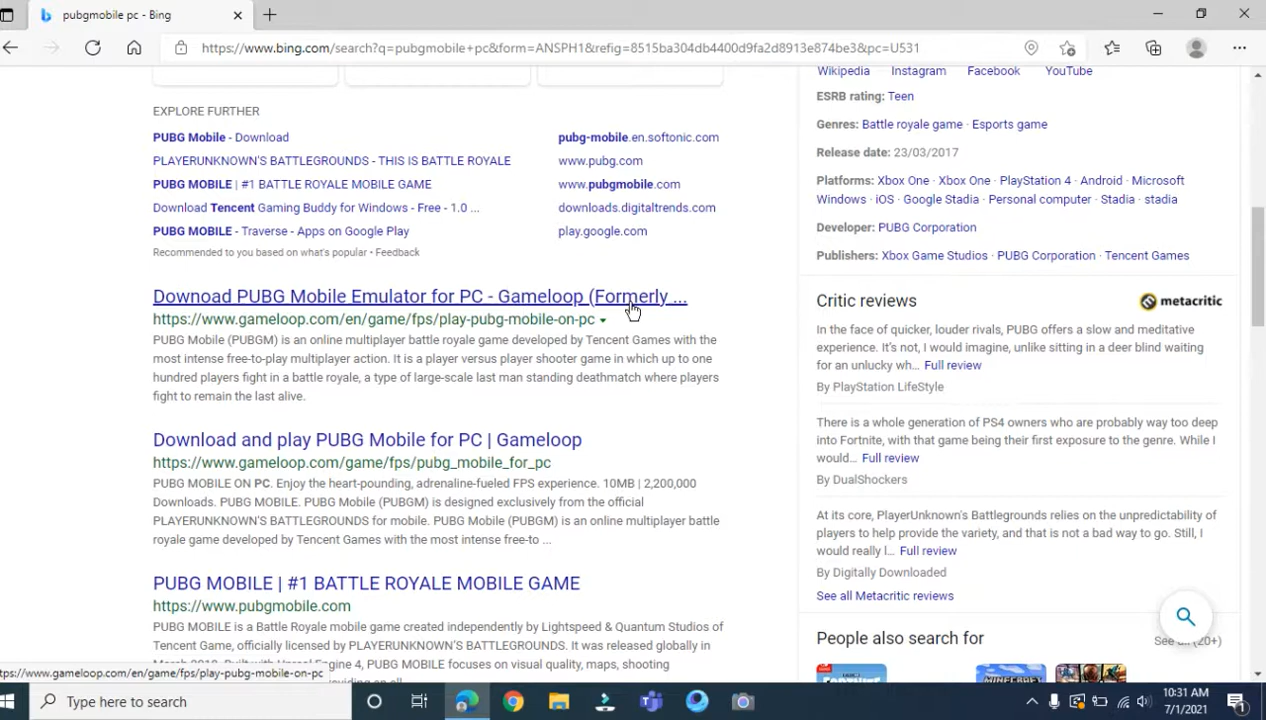 pubgmobile pc - Bing
https://www.bing.com/search?q=pubgmobile+pc&form=ANSPH1&refig=8515ba304db4400d9fa2d8913e874be3&pc=U531
Wikipedia Instagram Facebook YouTube
ESRB rating: Teen
EXPLORE FURTHER
Genres: Battle royale game · Esports game
PUBG Mobile - Download pubg-mobile.en.softonic.com
Release date: 23/03/2017
PLAYERUNKNOWN'S BATTLEGROUNDS - THIS IS BATTLE ROYALE www.pubg.com
PUBG MOBILE | #1 BATTLE ROYALE MOBILE GAME www.pubgmobile.com
Platforms: Xbox One · Xbox One · PlayStation 4 · Android · Microsoft
Windows · iOS · Google Stadia · Personal computer · Stadia · stadia
Download Tencent Gaming Buddy for Windows - Free - 1.0 ... downloads.digitaltrends.com
Developer: PUBG Corporation
PUBG MOBILE - Traverse - Apps on Google Play play.google.com
Recommended to you based on what's popular • Feedback
Publishers: Xbox Game Studios · PUBG Corporation · Tencent Games
Downoad PUBG Mobile Emulator for PC - Gameloop (Formerly ...
https://www.gameloop.com/en/game/fps/play-pubg-mobile-on-pc
PUBG Mobile (PUBGM) is an online multiplayer battle royale game developed by Tencent Games with the
most intense free-to-play multiplayer action. It is a player versus player shooter game in which up to one
hundred players fight in a battle royale, a type of large-scale last man standing deathmatch where players
fight to remain the last alive.
Critic reviews metacritic
In the face of quicker, louder rivals, PUBG offers a slow and meditative
experience. It's not, I would imagine, unlike sitting in a deer blind waiting
for an unlucky wh... Full review
By PlayStation LifeStyle
There is a whole generation of PS4 owners who are probably way too deep
into Fortnite, with that game being their first exposure to the genre. While I
would... Full review
By DualShockers
At its core, PlayerUnknown's Battlegrounds relies on the unpredictability of
players to help provide the variety, and that is not a bad way to go. Still, I
would really l... Full review
By Digitally Downloaded
See all Metacritic reviews
Download and play PUBG Mobile for PC | Gameloop
https://www.gameloop.com/game/fps/pubg_mobile_for_pc
PUBG MOBILE ON PC. Enjoy the heart-pounding, adrenaline-fueled FPS experience. 10MB | 2,200,000
Downloads. PUBG MOBILE. PUBG Mobile (PUBGM) is designed exclusively from the official
PLAYERUNKNOWN'S BATTLEGROUNDS for mobile. PUBG Mobile (PUBGM) is an online multiplayer battle
royale game developed by Tencent Games with the most intense free-to ...
PUBG MOBILE | #1 BATTLE ROYALE MOBILE GAME
https://www.pubgmobile.com
PUBG MOBILE is a Battle Royale mobile game created independently by Lightspeed & Quantum Studios of
Tencent Game, officially licensed by PLAYERUNKNOWN'S BATTLEGROUNDS. It was released globally in
Unreal Engine 4, PUBG MOBILE focuses on visual quality, maps, shooting
People also search for See all (20+)
MINECRAFT
ttps://www.gameloop.com/en/game/fps/play-pubg-mobile-on-pc
Type here to search
10:31 AM
7/1/2021
1